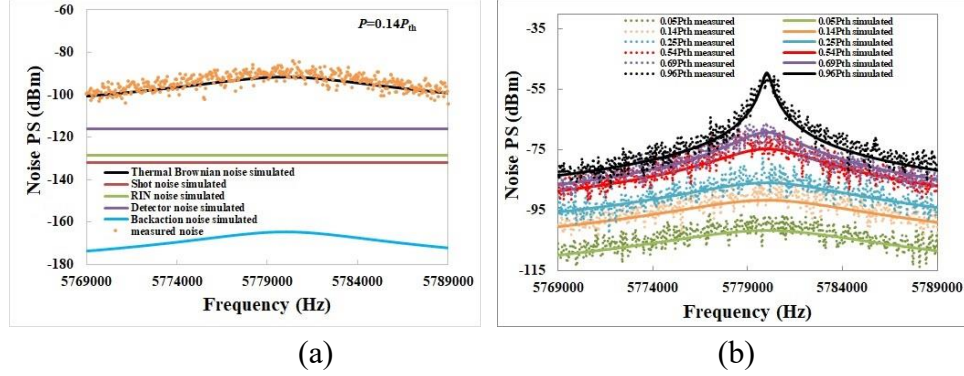 -60
-80
-100
-120
-140
-160
-180
Noise PS (dBm)
P=0.14Pth
Thermal Brownian noise simulated
Shot noise simulated
RIN noise simulated
Detector noise simulated
Backaction noise simulated
measured noise
5769000 5774000 5779000 5784000 5789000
Frequency (Hz)
(a)
-35
-55
-75
-95
-115
Noise PS (dBm)
0.05Pth measured 0.05Pth simulated
0.14Pth measured 0.14Pth simulated
0.25Pth measured 0.25Pth simulated
0.54Pth measured 0.54Pth simulated
0.69Pth measured 0.69Pth simulated
0.96Pth measured 0.96Pth simulated
5769000 5774000 5779000 5784000 5789000
Frequency (Hz)
(b)